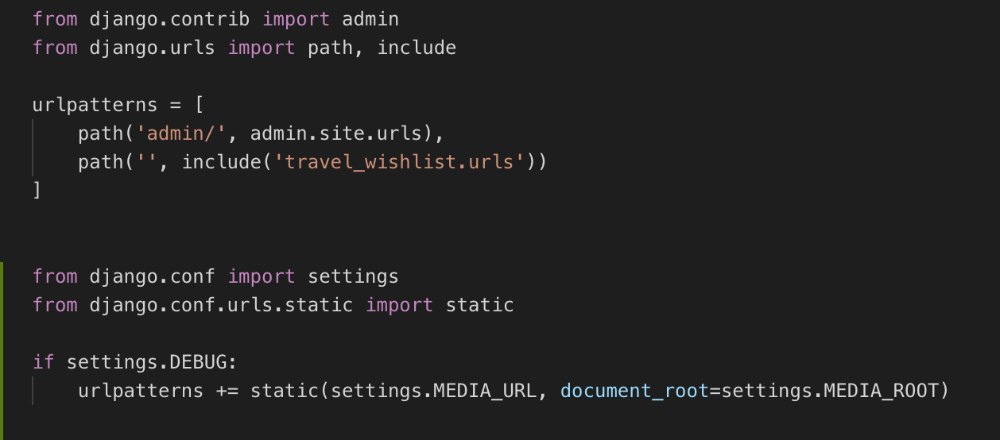 from django.contrib import admin
from django.urls import path, include
urlpatterns = [
    path('admin/', admin.site.urls),
    path('', include('travel_wishlist.urls'))
]
from django.conf import settings
from django.conf.urls.static import static
if settings.DEBUG:
    urlpatterns += static(settings.MEDIA_URL, document_root=settings.MEDIA_ROOT)